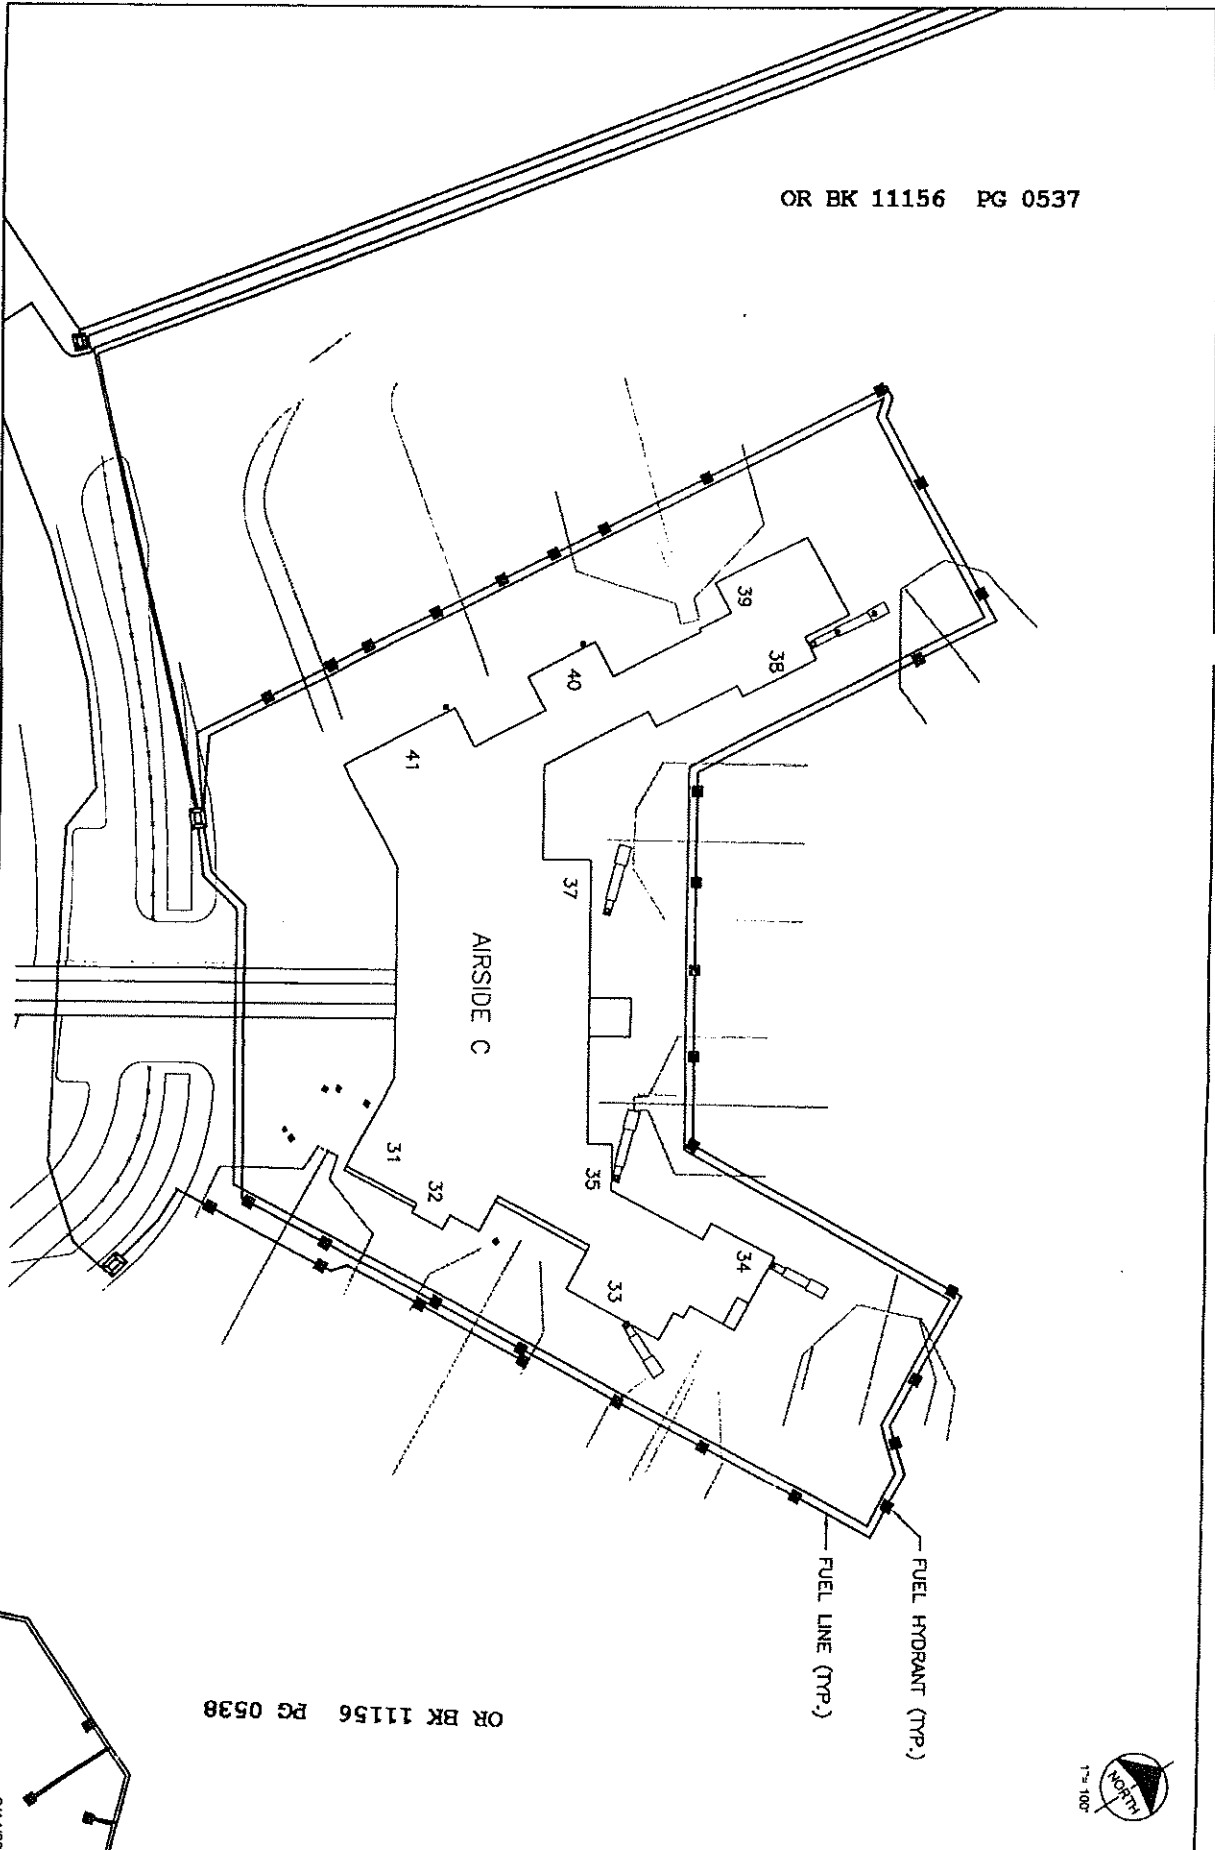 OR BK 11156 PG 0537
39
38
40
41
37
AIRSIDE C
31
32
35
34
33
FUEL HYDRANT (TYP.)
FUEL LINE (TYP.)
OR BK 11156 PG 0538
NORTH
1"= 100'